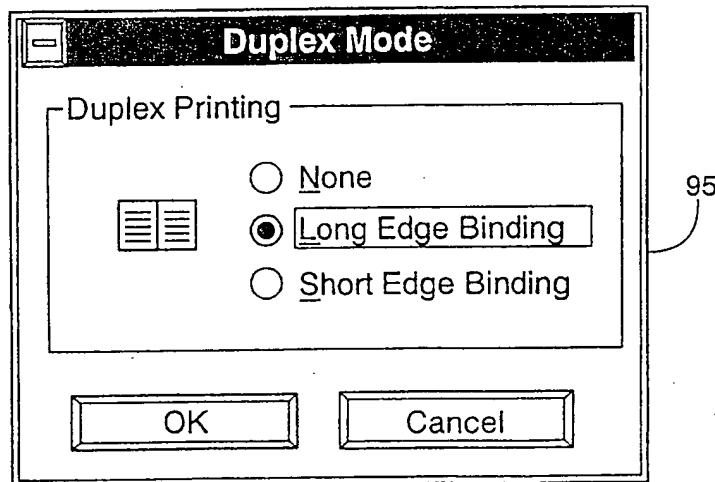 Duplex Mode
Duplex Printing
None
Long Edge Binding
Short Edge Binding
95
OK
Cancel